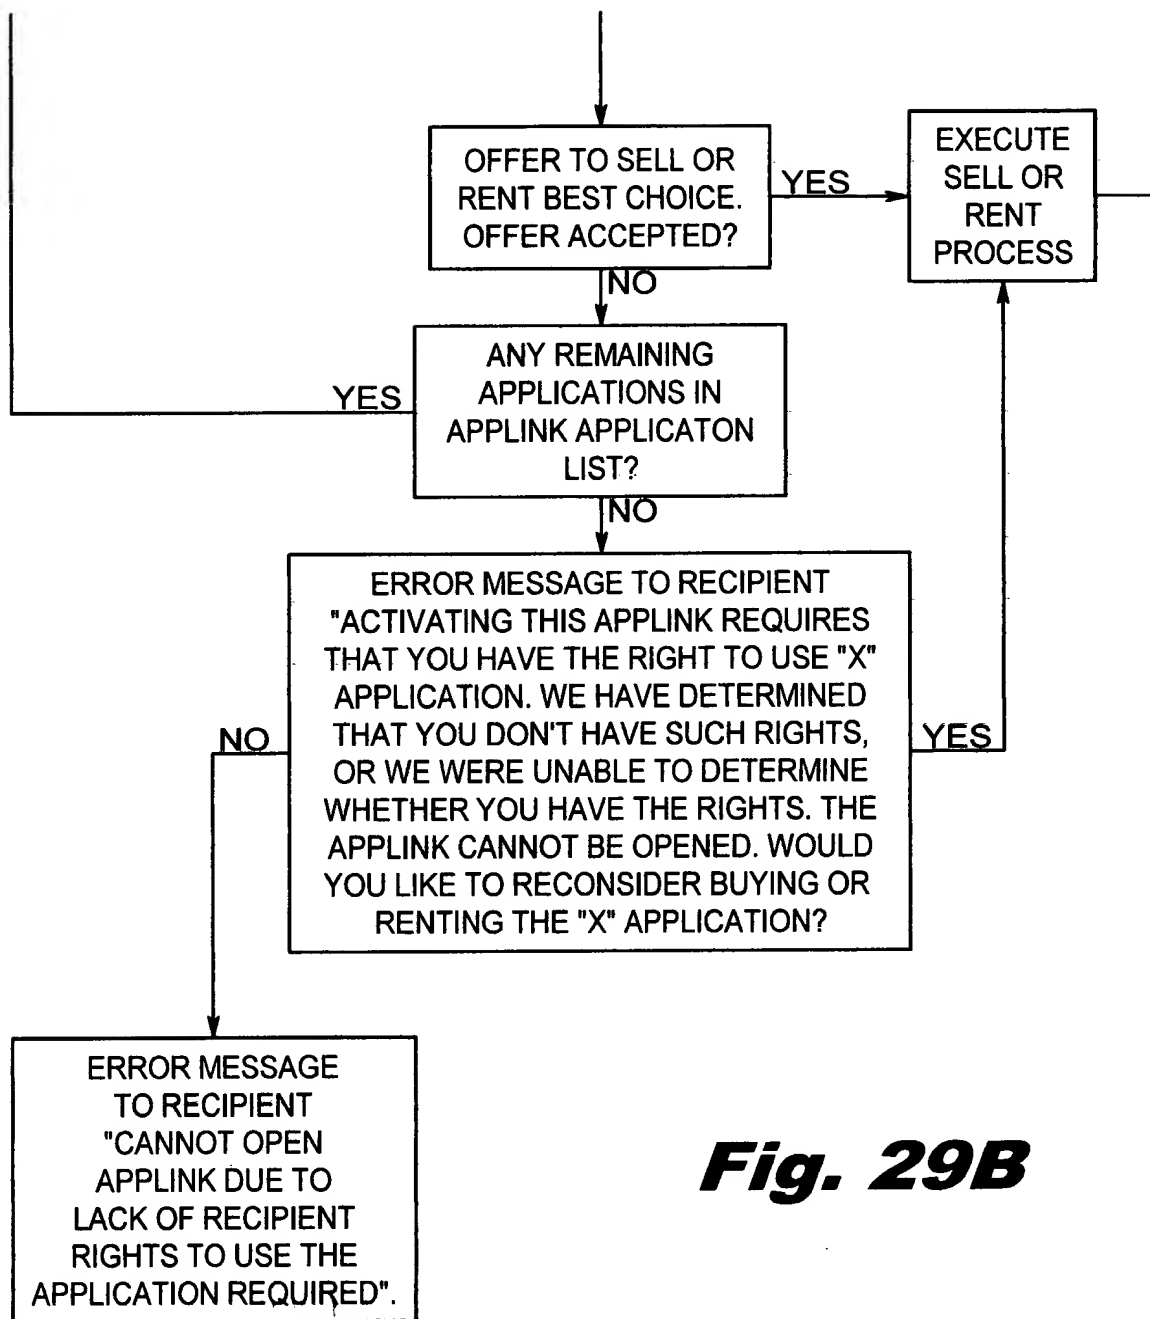 OFFER TO SELL OR
RENT BEST CHOICE.
OFFER ACCEPTED?
YES
EXECUTE
SELL OR
RENT
PROCESS
NO
ANY REMAINING
APPLICATIONS IN
APPLINK APPLICATON
LIST?
YES
NO
ERROR MESSAGE TO RECIPIENT
"ACTIVATING THIS APPLINK REQUIRES
THAT YOU HAVE THE RIGHT TO USE "X"
APPLICATION. WE HAVE DETERMINED
THAT YOU DON'T HAVE SUCH RIGHTS,
OR WE WERE UNABLE TO DETERMINE
WHETHER YOU HAVE THE RIGHTS. THE
APPLINK CANNOT BE OPENED. WOULD
YOU LIKE TO RECONSIDER BUYING OR
RENTING THE "X" APPLICATION?
NO
YES
ERROR MESSAGE
TO RECIPIENT
"CANNOT OPEN
APPLINK DUE TO
LACK OF RECIPIENT
RIGHTS TO USE THE
APPLICATION REQUIRED".
Fig. 29B